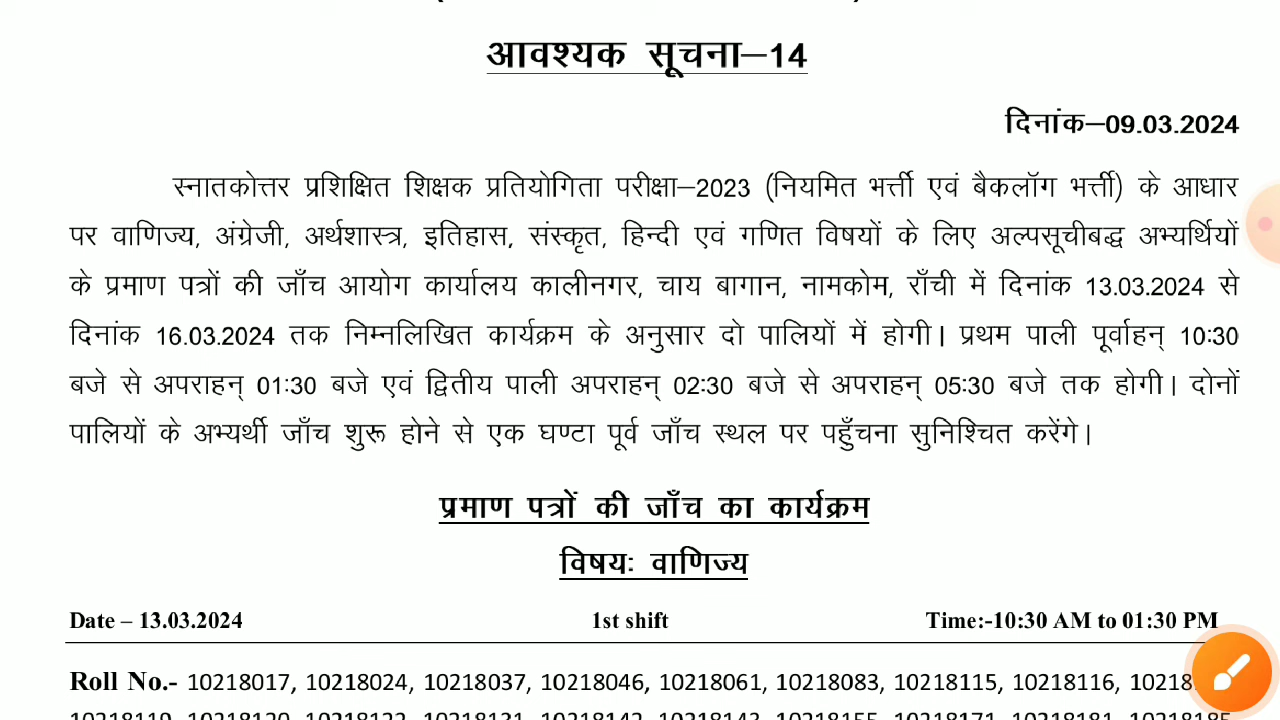 आवश्यक सूचना–14
दिनांक–09.03.2024
स्नातकोत्तर प्रशिक्षित शिक्षक प्रतियोगिता परीक्षा–2023 (नियमित भर्त्ती एवं बैकलॉग भर्त्ती) के आधार
पर वाणिज्य, अंग्रेजी, अर्थशास्त्र, इतिहास, संस्कृत, हिन्दी एवं गणित विषयों के लिए अल्पसूचीबद्ध अभ्यर्थियों
के प्रमाण पत्रों की जाँच आयोग कार्यालय कालीनगर, चाय बागान, नामकोम, राँची में दिनांक 13.03.2024 से
दिनांक 16.03.2024 तक निम्नलिखित कार्यक्रम के अनुसार दो पालियों में होगी। प्रथम पाली पूर्वाहन् 10:30
बजे से अपराहन् 01:30 बजे एवं द्वितीय पाली अपराहन् 02:30 बजे से अपराहन् 05:30 बजे तक होगी। दोनों
पालियों के अभ्यर्थी जाँच शुरू होने से एक घण्टा पूर्व जाँच स्थल पर पहुँचना सुनिश्चित करेंगे।
प्रमाण पत्रों की जाँच का कार्यक्रम
विषय: वाणिज्य
Date – 13.03.2024 1st shift Time:-10:30 AM to 01:30 PM
Roll No.- 10218017, 10218024, 10218037, 10218046, 10218061, 10218083, 10218115, 10218116,